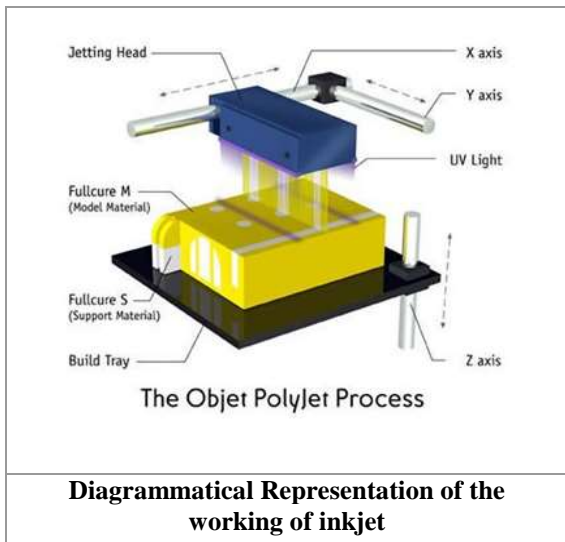 Jetting Head
X axis
Y axis
UV Light
Fullcure M
(Model Material)
Fullcure S
(Support Material)
Build Tray
Z axis
The Objet PolyJet Process
Diagrammatical Representation of the
working of inkjet